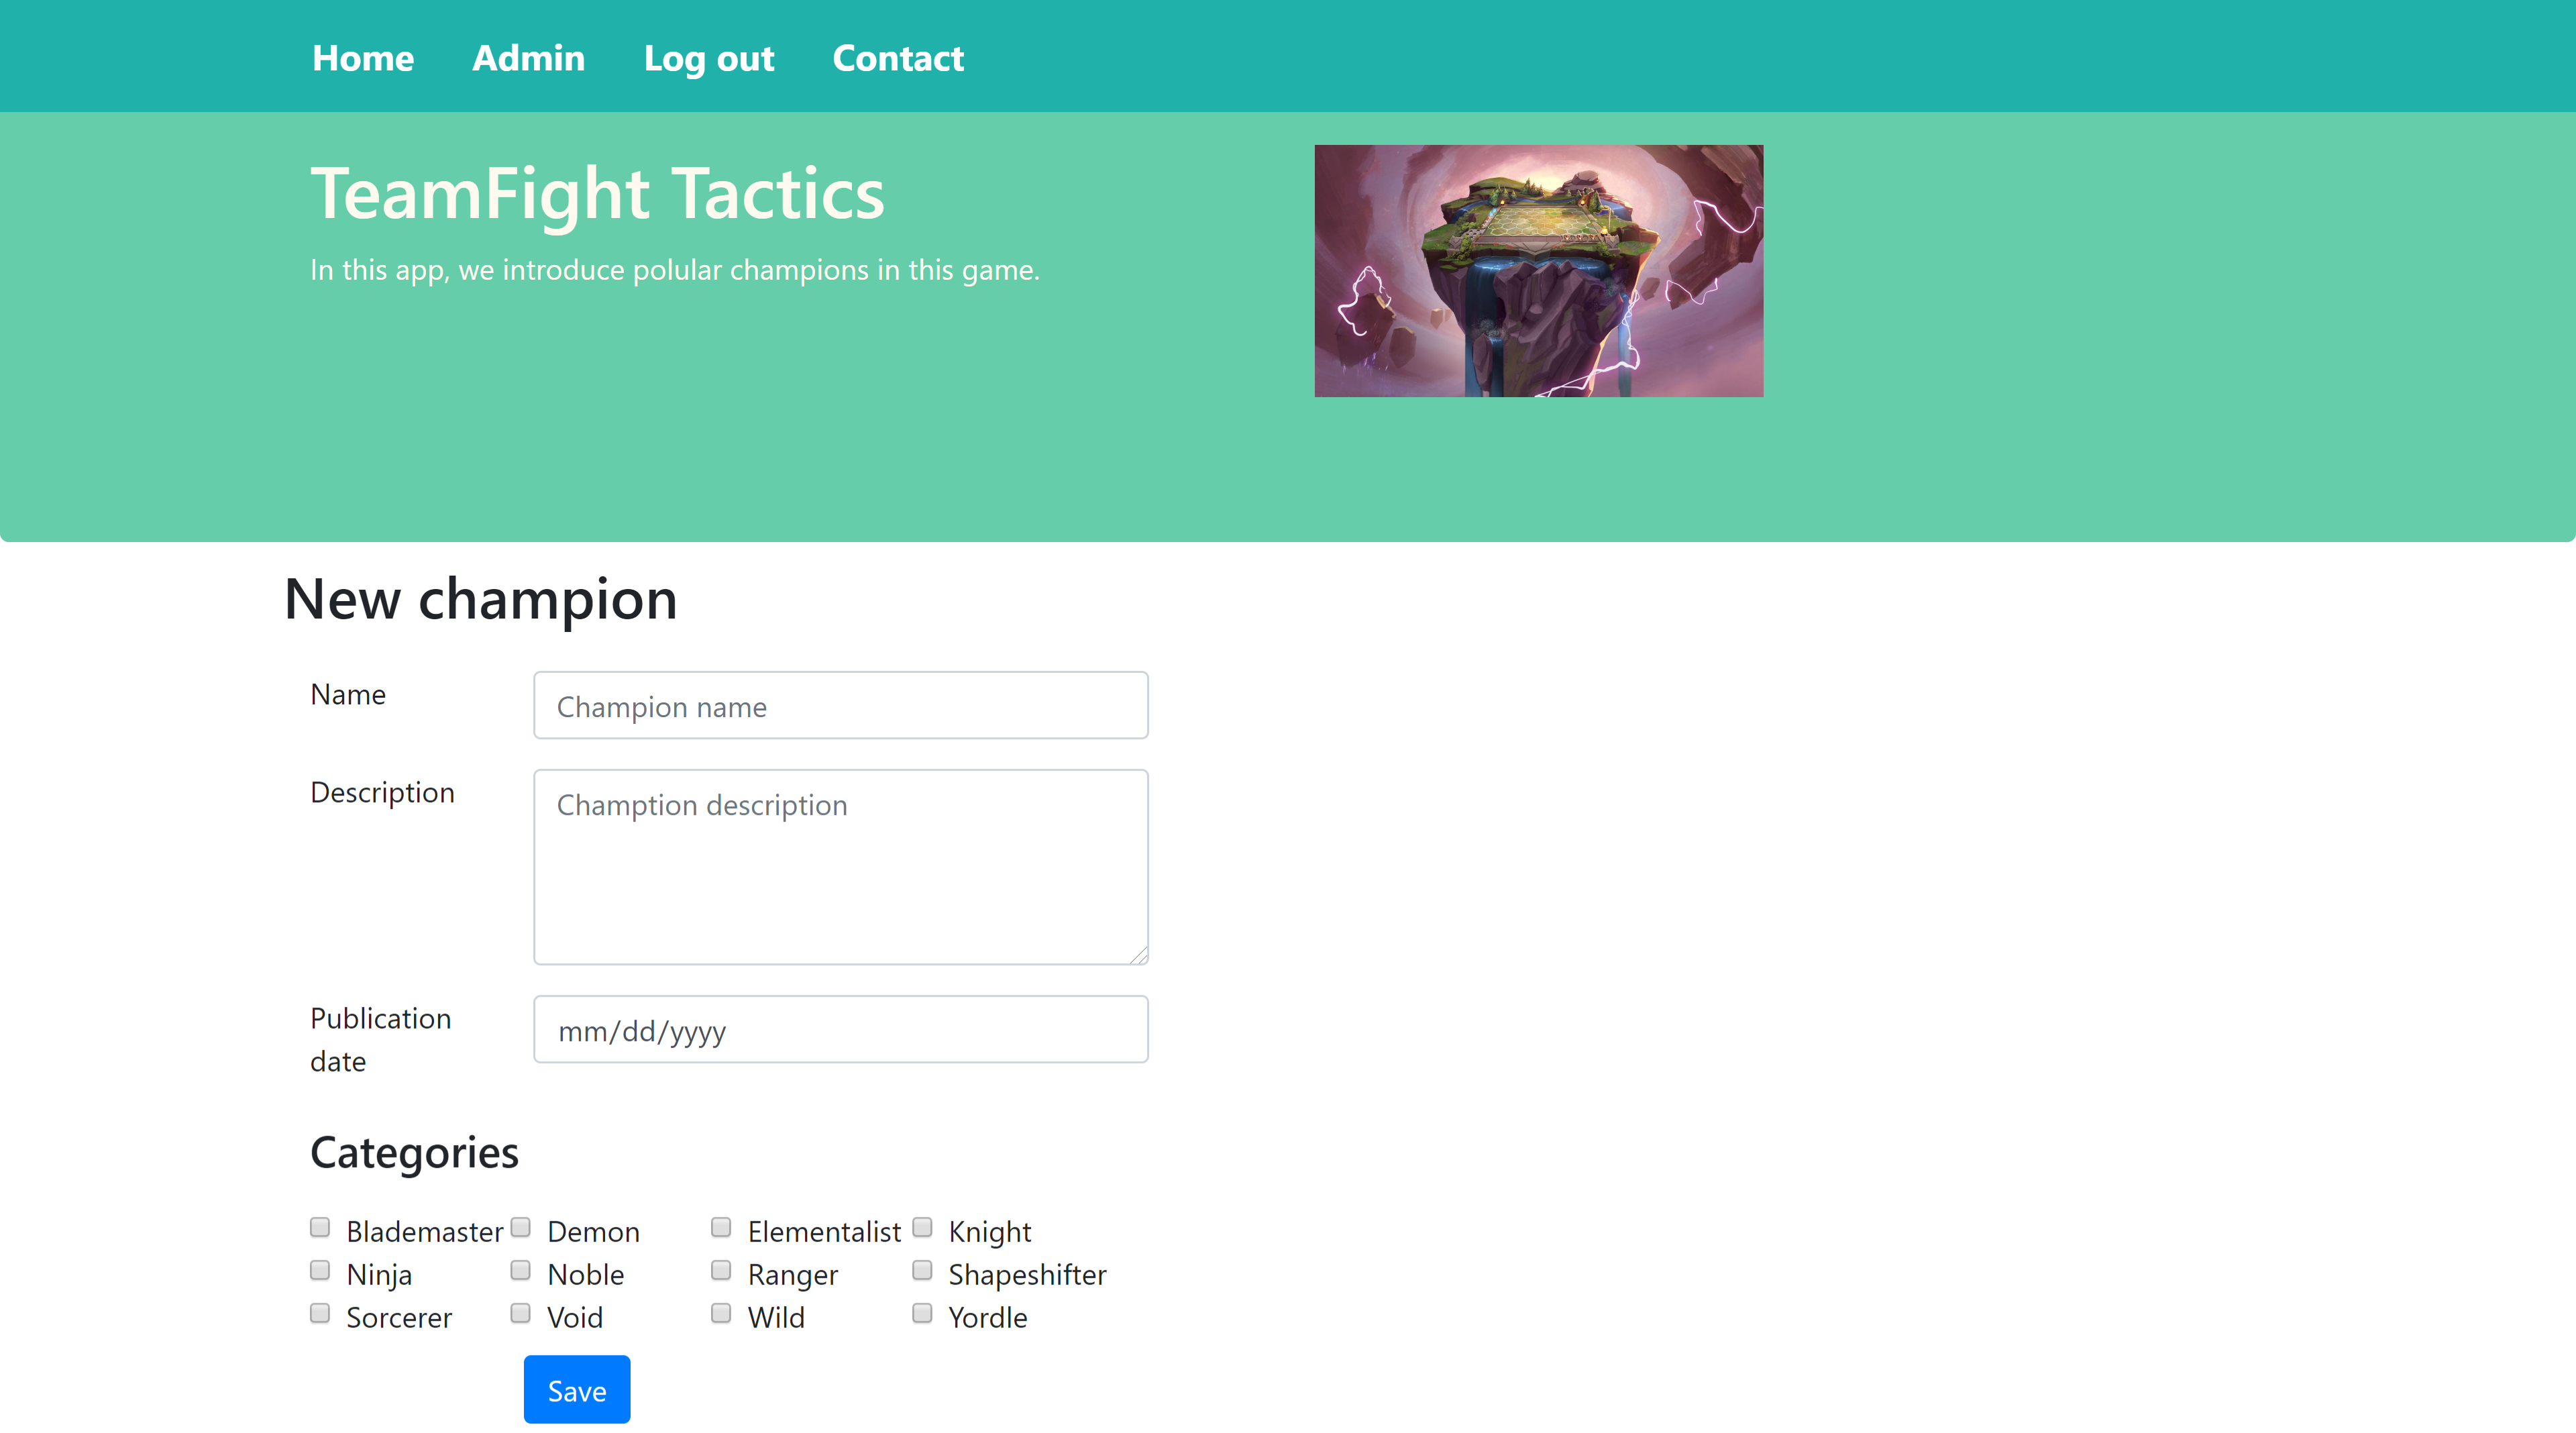 Home Admin Log out Contact
TeamFight Tactics
In this app, we introduce polular champions in this game.
New champion
Name
Champion name
Description
Chamption description
Publication
date
mm/dd/yyyy
Categories
Blademaster Demon Elementalist Knight
Ninja Noble Ranger Shapeshifter
Sorcerer Void Wild Yordle
Save